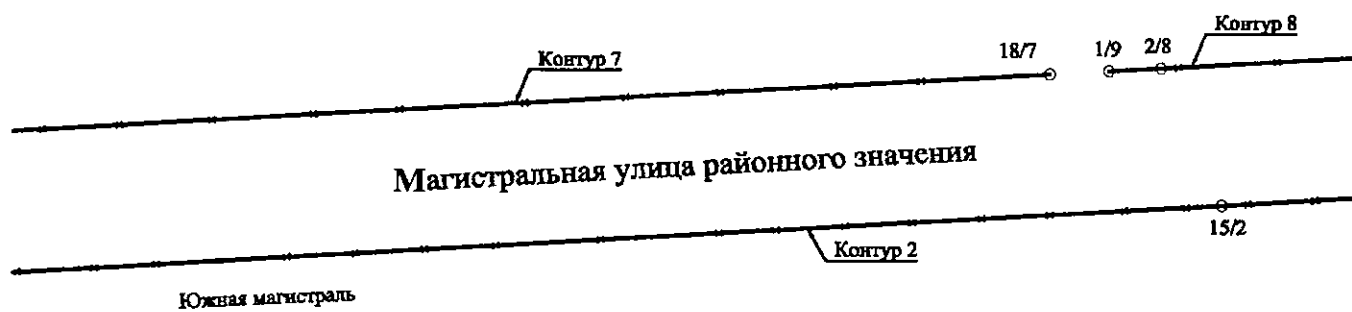 Контур 8
Контур 7
18/7
1/9
2/8
Магистральная улица районного значения
15/2
Контур 2
Южная магистраль